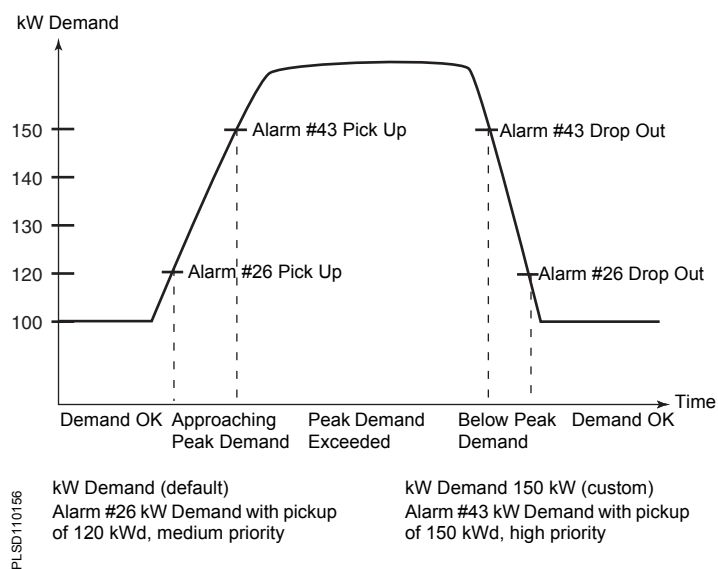 kW Demand
150
Alarm #43 Pick Up
Alarm #43 Drop Out
140
130
120
Alarm #26 Pick Up
Alarm #26 Drop Out
100
Time
Demand OK
Approaching
Peak Demand
Peak Demand
Exceeded
Below Peak
Demand
Demand OK
kW Demand (default)
Alarm #26 kW Demand with pickup
of 120 kWd, medium priority
kW Demand 150 kW (custom)
Alarm #43 kW Demand with pickup
of 150 kWd, high priority
PLSD110156